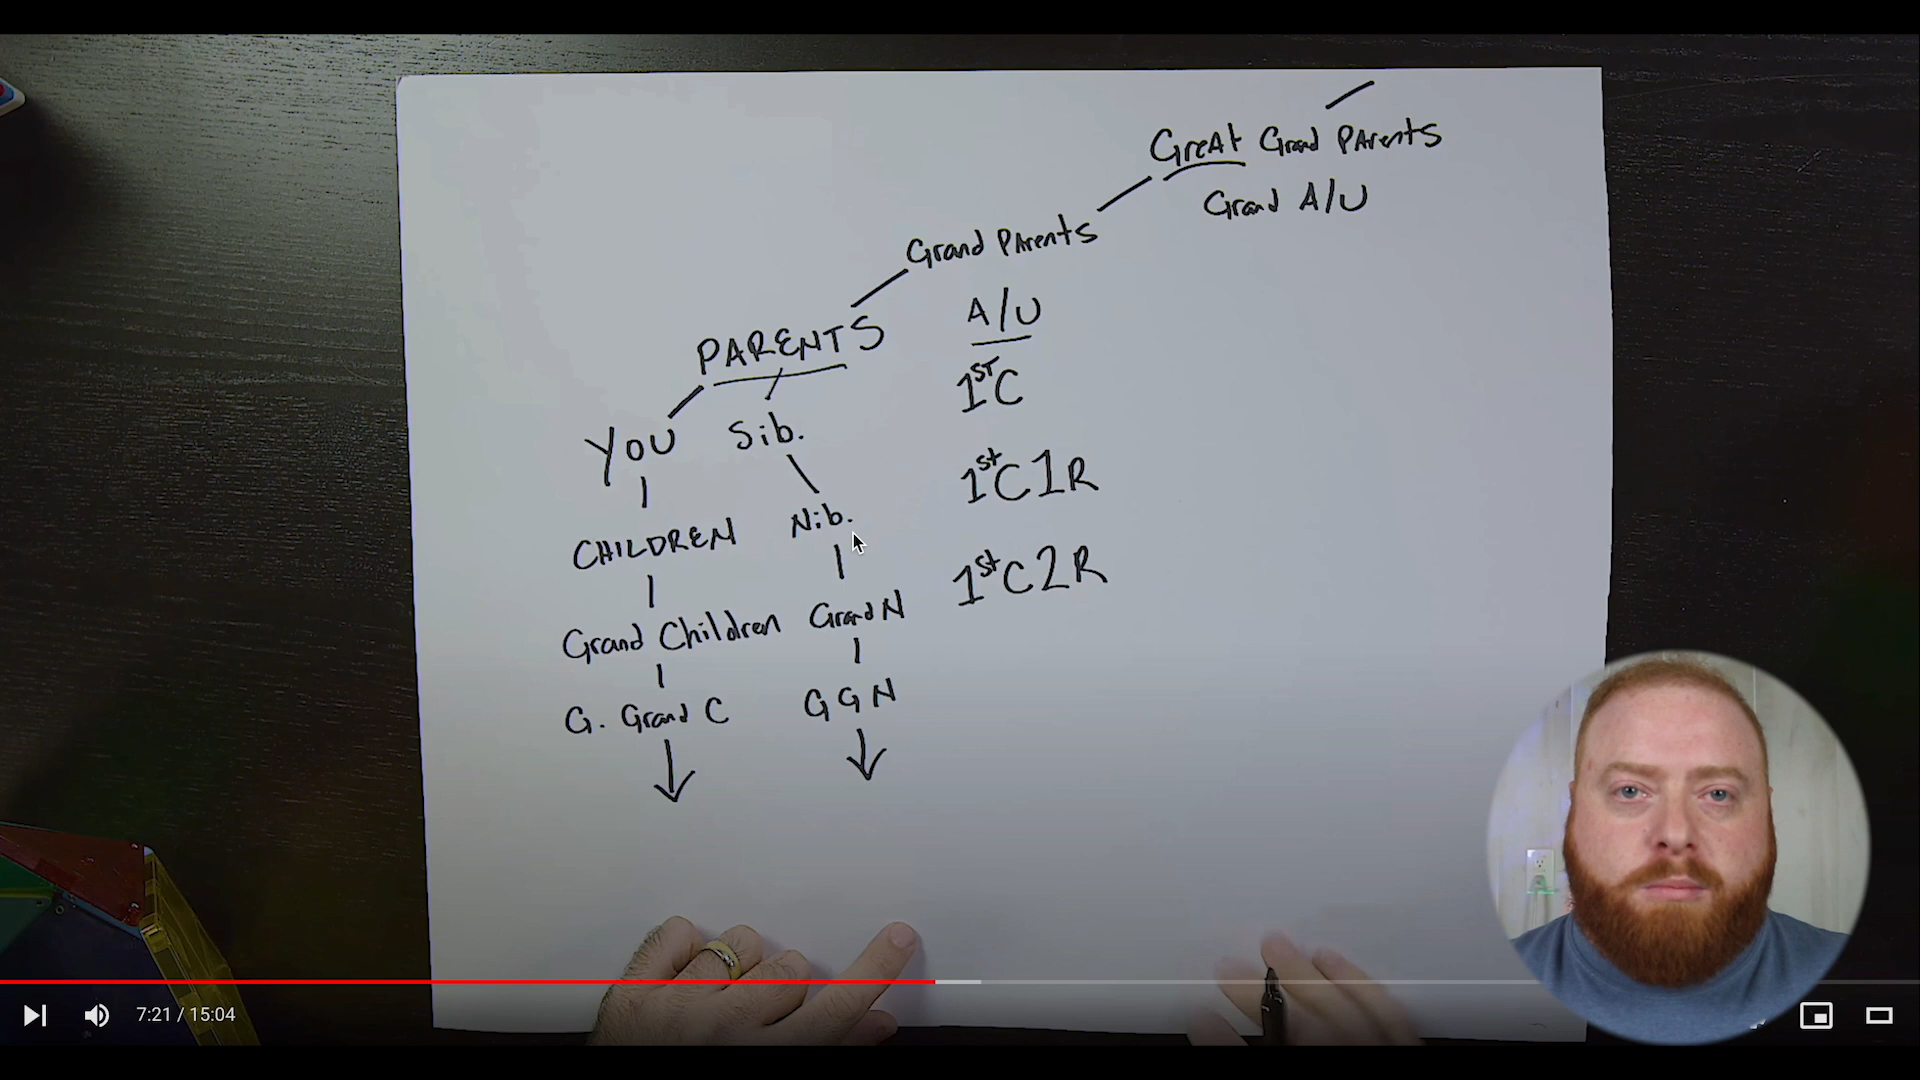 GreAt Grand PArents
Grand A/U
Grand PArents
A/U
PARENTS
1ST C
YOU
Sib.
1st C 1R
CHILDREN
Nib.
1st C 2R
Grand Children
Grand N
G. Grand C
G G N
7:21 / 15:04